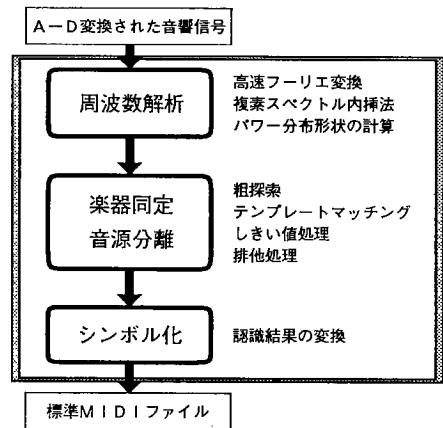 A－D変換された音響信号
周波数解析
高速フーリエ変換
複素スペクトル内挿法
パワー分布形状の計算
楽器同定
音源分離
粗探索
テンプレートマッチング
しきい値処理
排他処理
シンボル化
認識結果の変換
標準MIDIファイル